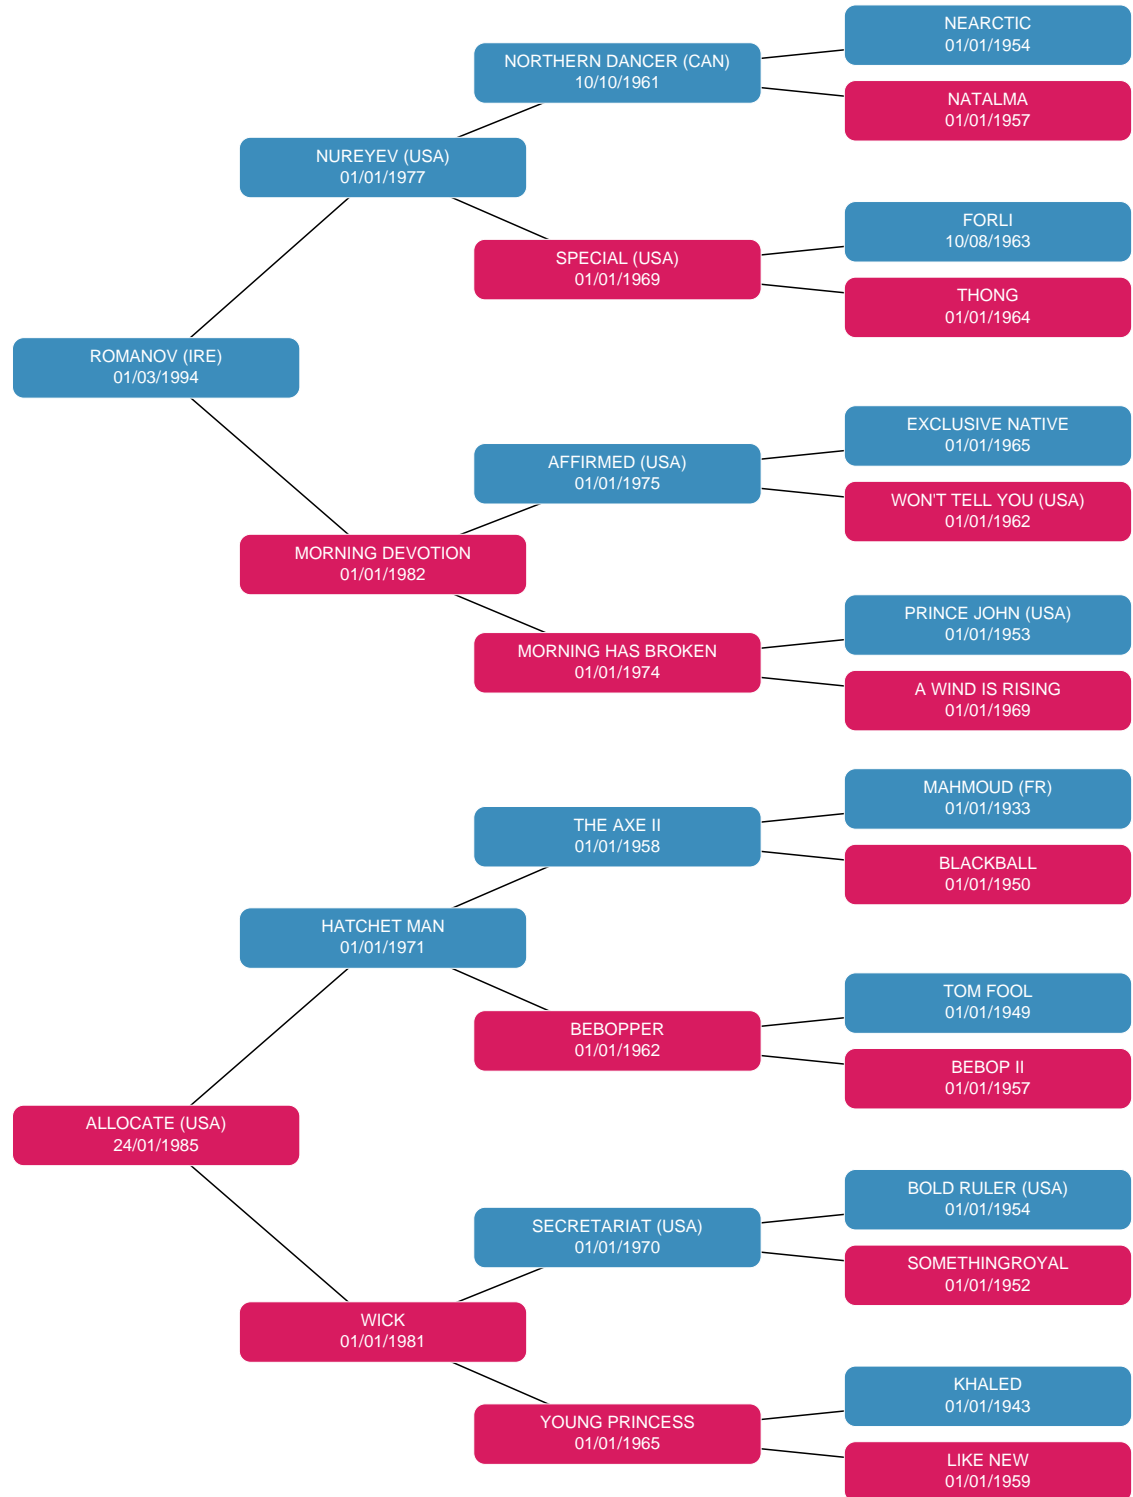 NEARCTIC
01/01/1954
NORTHERN DANCER (CAN)
10/10/1961
NATALMA
01/01/1957
NUREYEV (USA)
01/01/1977
FORLI
10/08/1963
SPECIAL (USA)
01/01/1969
THONG
01/01/1964
ROMANOV (IRE)
01/03/1994
EXCLUSIVE NATIVE
01/01/1965
AFFIRMED (USA)
01/01/1975
WON'T TELL YOU (USA)
01/01/1962
MORNING DEVOTION
01/01/1982
PRINCE JOHN (USA)
01/01/1953
MORNING HAS BROKEN
01/01/1974
A WIND IS RISING
01/01/1969
MAHMOUD (FR)
01/01/1933
THE AXE II
01/01/1958
BLACKBALL
01/01/1950
HATCHET MAN
01/01/1971
TOM FOOL
01/01/1949
BEBOPPER
01/01/1962
BEBOP II
01/01/1957
ALLOCATE (USA)
24/01/1985
BOLD RULER (USA)
01/01/1954
SECRETARIAT (USA)
01/01/1970
SOMETHINGROYAL
01/01/1952
WICK
01/01/1981
KHALED
01/01/1943
YOUNG PRINCESS
01/01/1965
LIKE NEW
01/01/1959